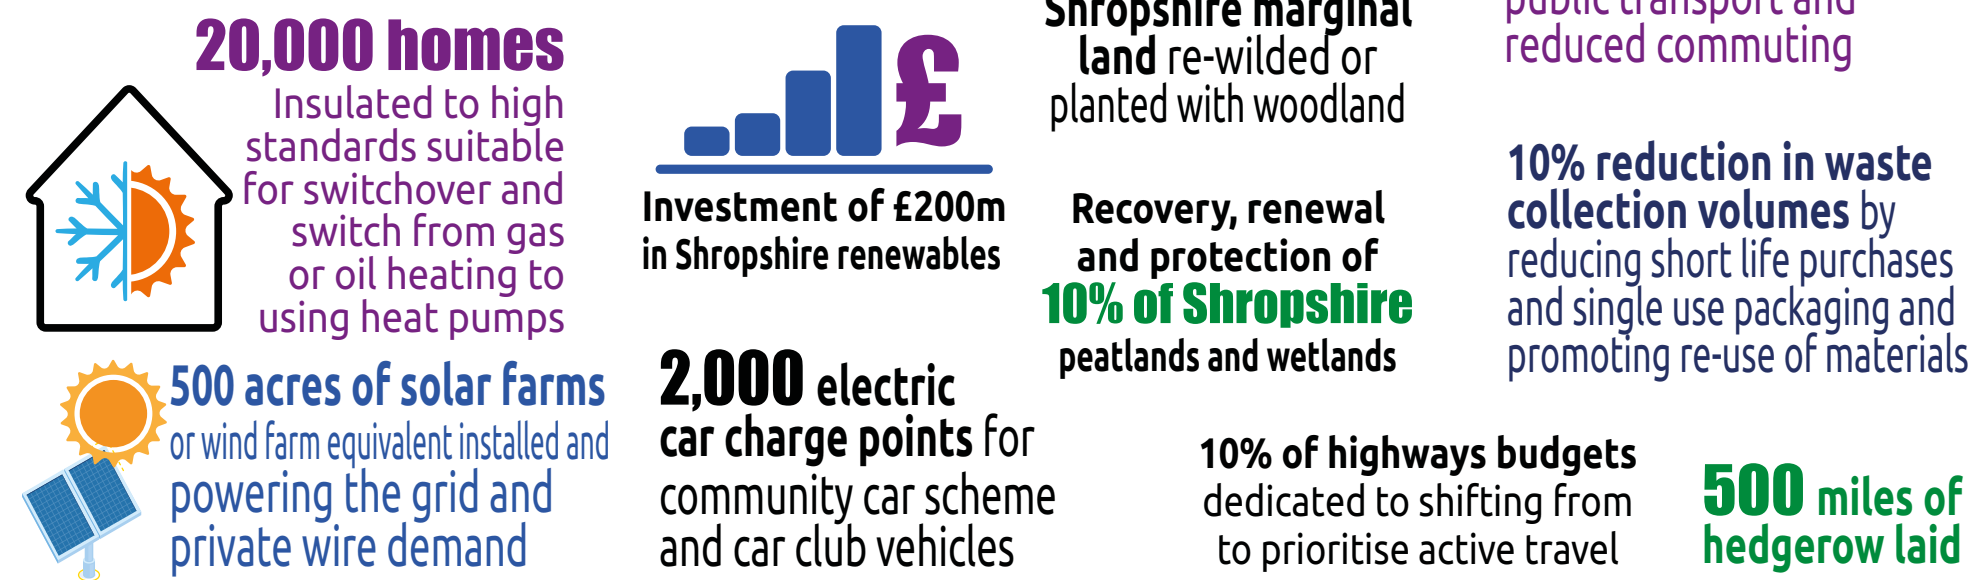 20,000 homes
Insulated to high
standards suitable
for switchover and
switch from gas
or oil heating to
using heat pumps
500 acres of solar farms
or wind farm equivalent installed and
powering the grid and
private wire demand
£
Investment of £200m
in Shropshire renewables
2,000 electric
car charge points for
community car scheme
and car club vehicles
Shropshire marginal
land re-wilded or
planted with woodland
Recovery, renewal
and protection of
10% of Shropshire
peatlands and wetlands
10% of highways budgets
dedicated to shifting from
to prioritise active travel
public transport and
reduced commuting
10% reduction in waste
collection volumes by
reducing short life purchases
and single use packaging and
promoting re-use of materials
500 miles of
hedgerow laid